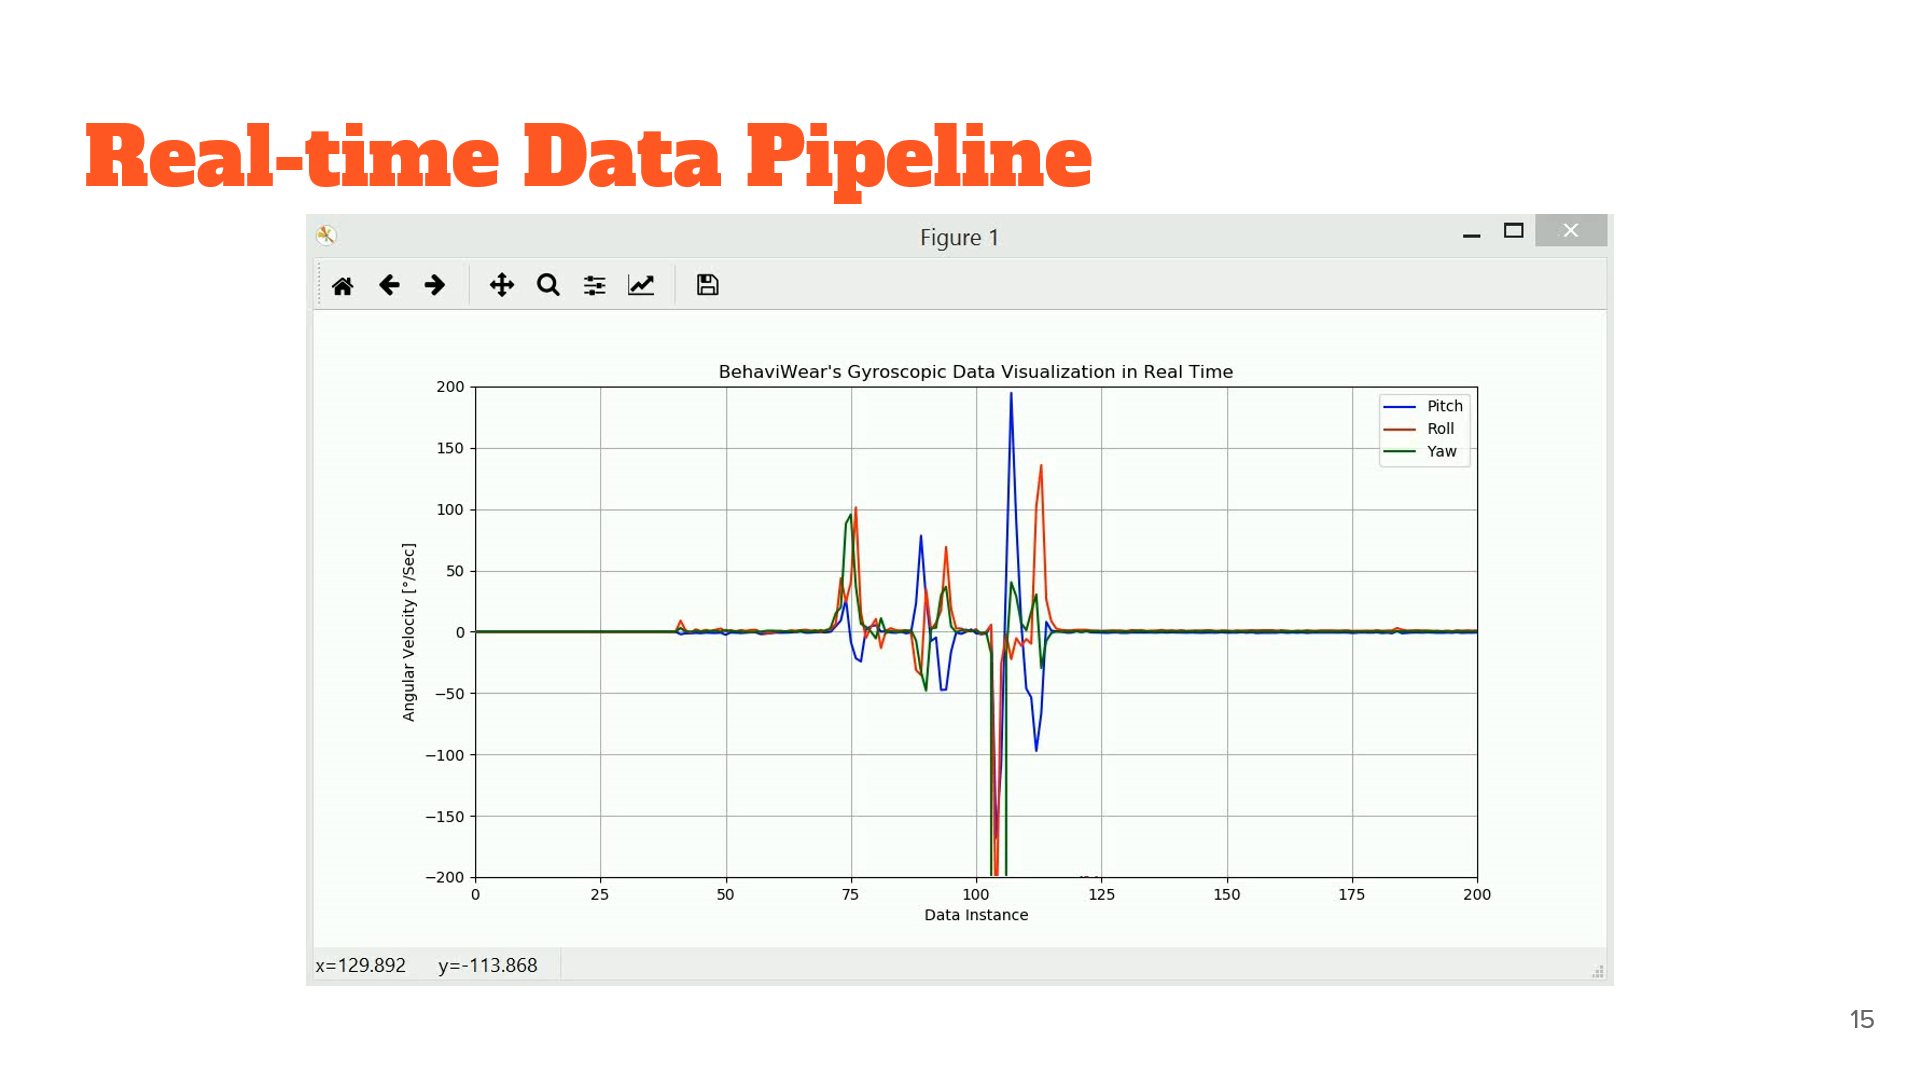 Real-time Data Pipeline
Figure 1
BehaviWear's Gyroscopic Data Visualization in Real Time
200
150
100
50
0
−50
−100
−150
−200
Angular Velocity [°/Sec]
Pitch
Roll
Yaw
0 25 50 75 100 125 150 175 200
Data Instance
x=129.892 y=-113.868
15